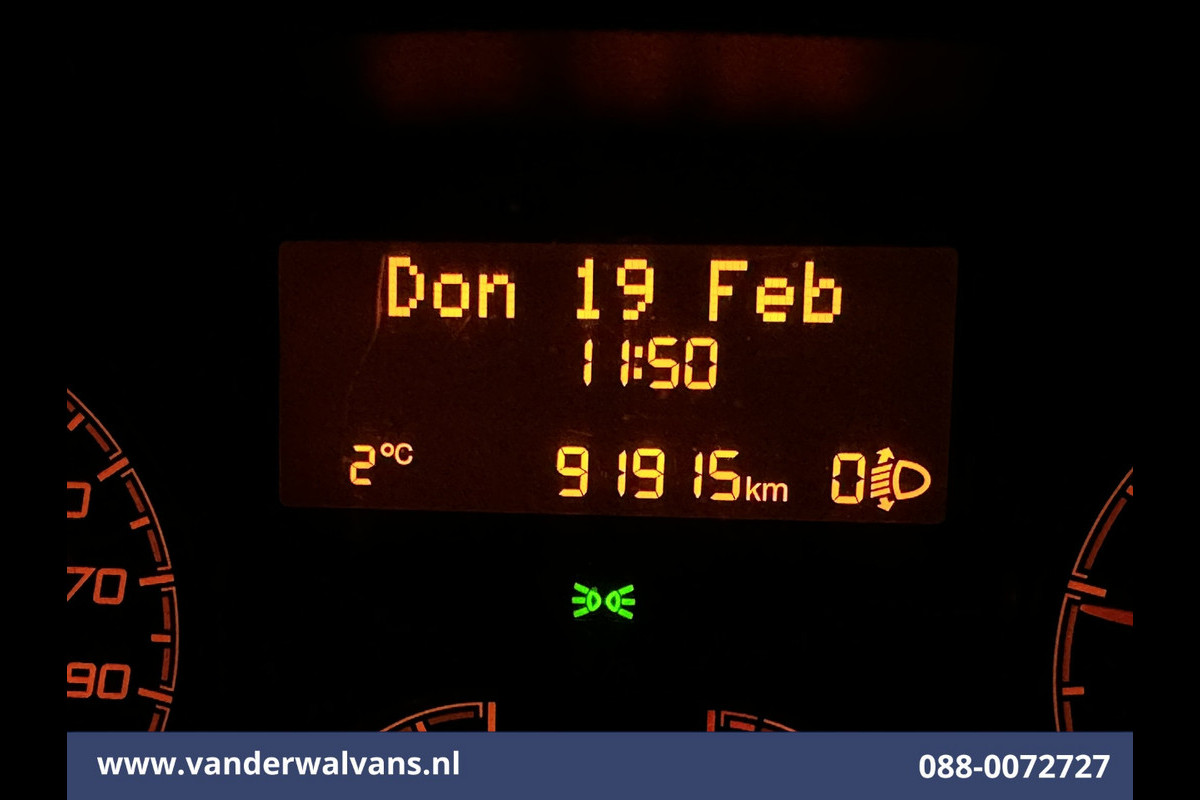 Don 19 Feb
11:50
2°C 91915km 0
70
90
www.vanderwalvans.nl 088-0072727